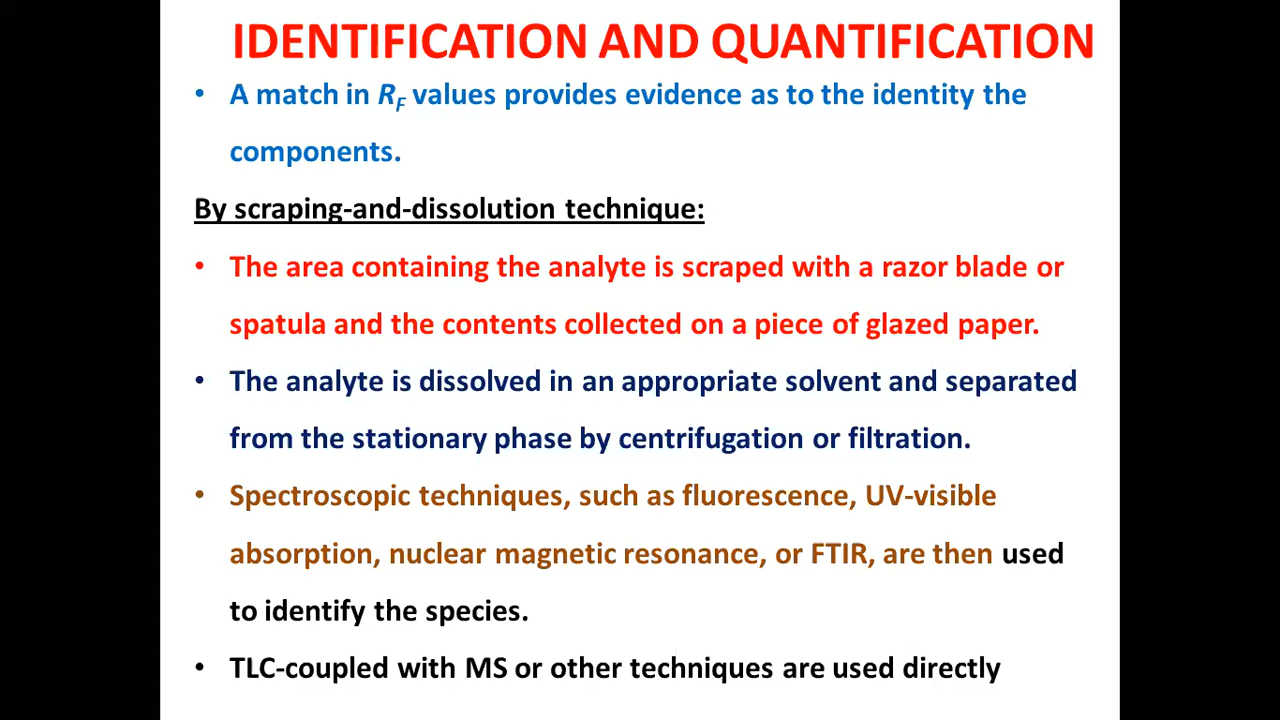 IDENTIFICATION AND QUANTIFICATION
• A match in RF values provides evidence as to the identity the
components.
By scraping-and-dissolution technique:
• The area containing the analyte is scraped with a razor blade or
spatula and the contents collected on a piece of glazed paper.
• The analyte is dissolved in an appropriate solvent and separated
from the stationary phase by centrifugation or filtration.
• Spectroscopic techniques, such as fluorescence, UV-visible
absorption, nuclear magnetic resonance, or FTIR, are then used
to identify the species.
• TLC-coupled with MS or other techniques are used directly